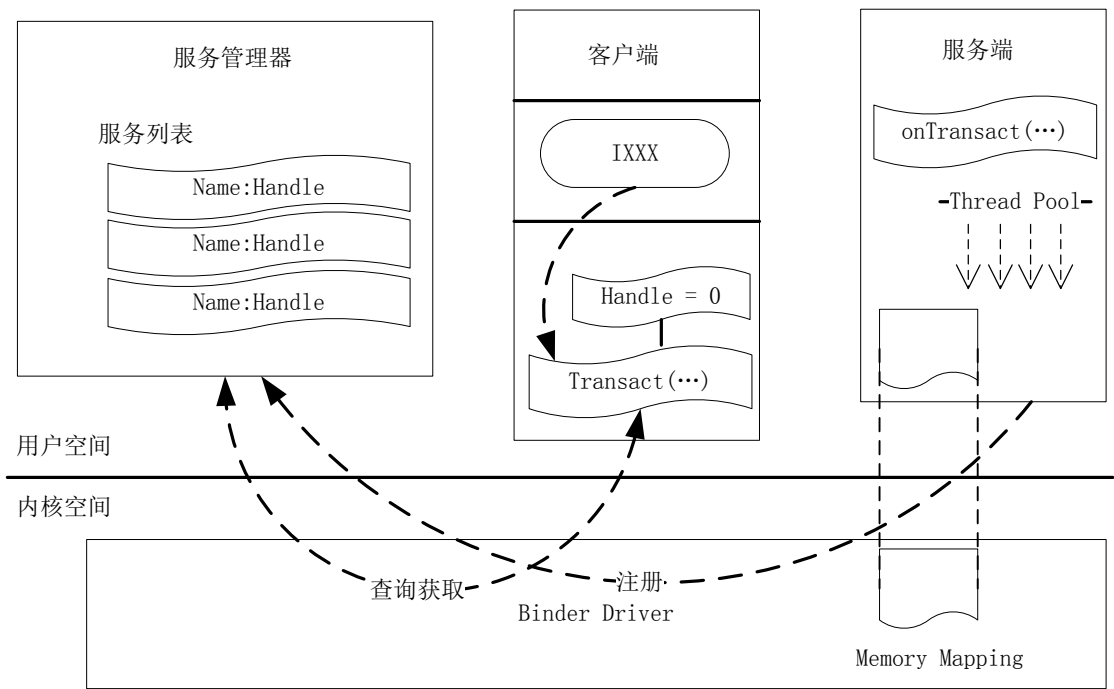 服务管理器
服务列表
Name:Handle
Name:Handle
Name:Handle
客户端
IXXX
Handle = 0
Transact(…)
服务端
onTransact(…)
Thread Pool
用户空间
内核空间
查询获取
注册
Binder Driver
Memory Mapping